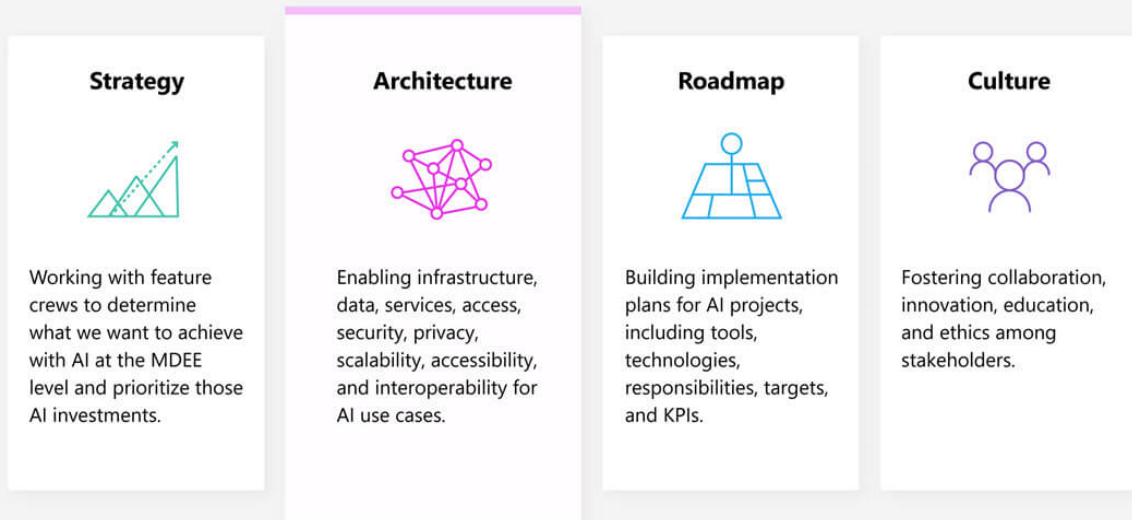 Strategy
Working with feature
crews to determine
what we want to achieve
with AI at the MDEE
level and prioritize those
AI investments.
Architecture
Enabling infrastructure,
data, services, access,
security, privacy,
scalability, accessibility,
and interoperability for
AI use cases.
Roadmap
Building implementation
plans for AI projects,
including tools,
technologies,
responsibilities, targets,
and KPIs.
Culture
Fostering collaboration,
innovation, education,
and ethics among
stakeholders.